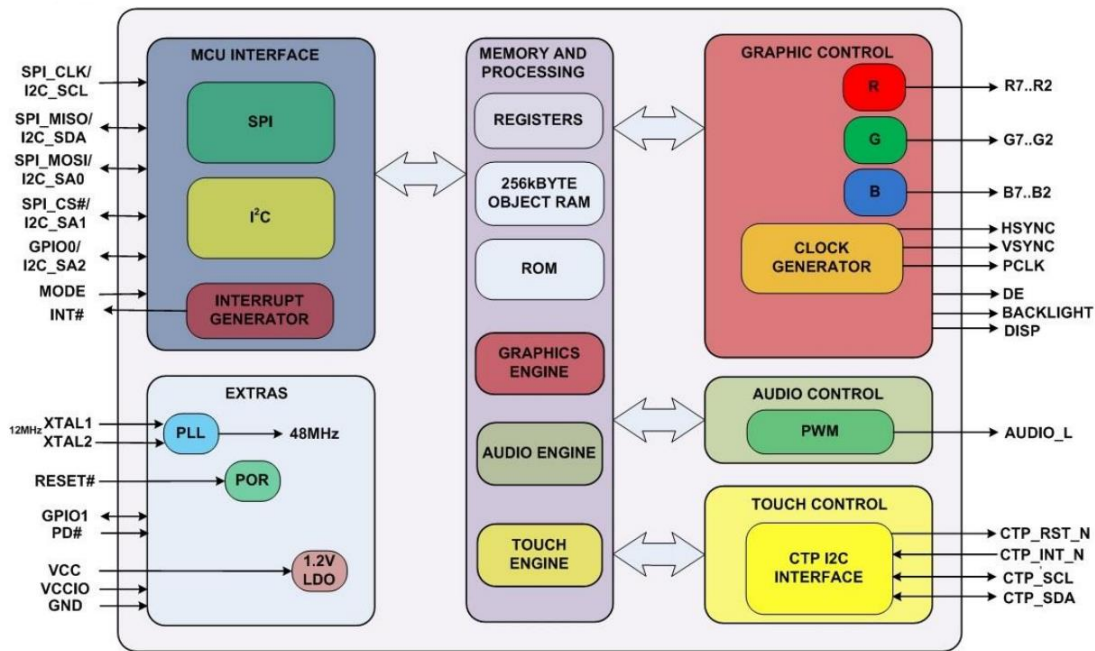 MCU INTERFACE
SPI_CLK/
I2C_SCL
SPI_MISO/
I2C_SDA
SPI_MOSI/
I2C_SA0
SPI_CS#/
I2C_SA1
GPIO0/
I2C_SA2
MODE
INT#
SPI
I²C
INTERRUPT
GENERATOR
EXTRAS
12MHz XTAL1
XTAL2
PLL
48MHz
RESET#
POR
GPIO1
PD#
VCC
VCCIO
GND
1.2V
LDO
MEMORY AND
PROCESSING
REGISTERS
256kBYTE
OBJECT RAM
ROM
GRAPHICS
ENGINE
AUDIO ENGINE
TOUCH
ENGINE
GRAPHIC CONTROL
R
R7..R2
G
G7..G2
B
B7..B2
CLOCK
GENERATOR
HSYNC
VSYNC
PCLK
DE
BACKLIGHT
DISP
AUDIO CONTROL
PWM
AUDIO_L
TOUCH CONTROL
CTP I2C
INTERFACE
CTP_RST_N
CTP_INT_N
CTP_SCL
CTP_SDA